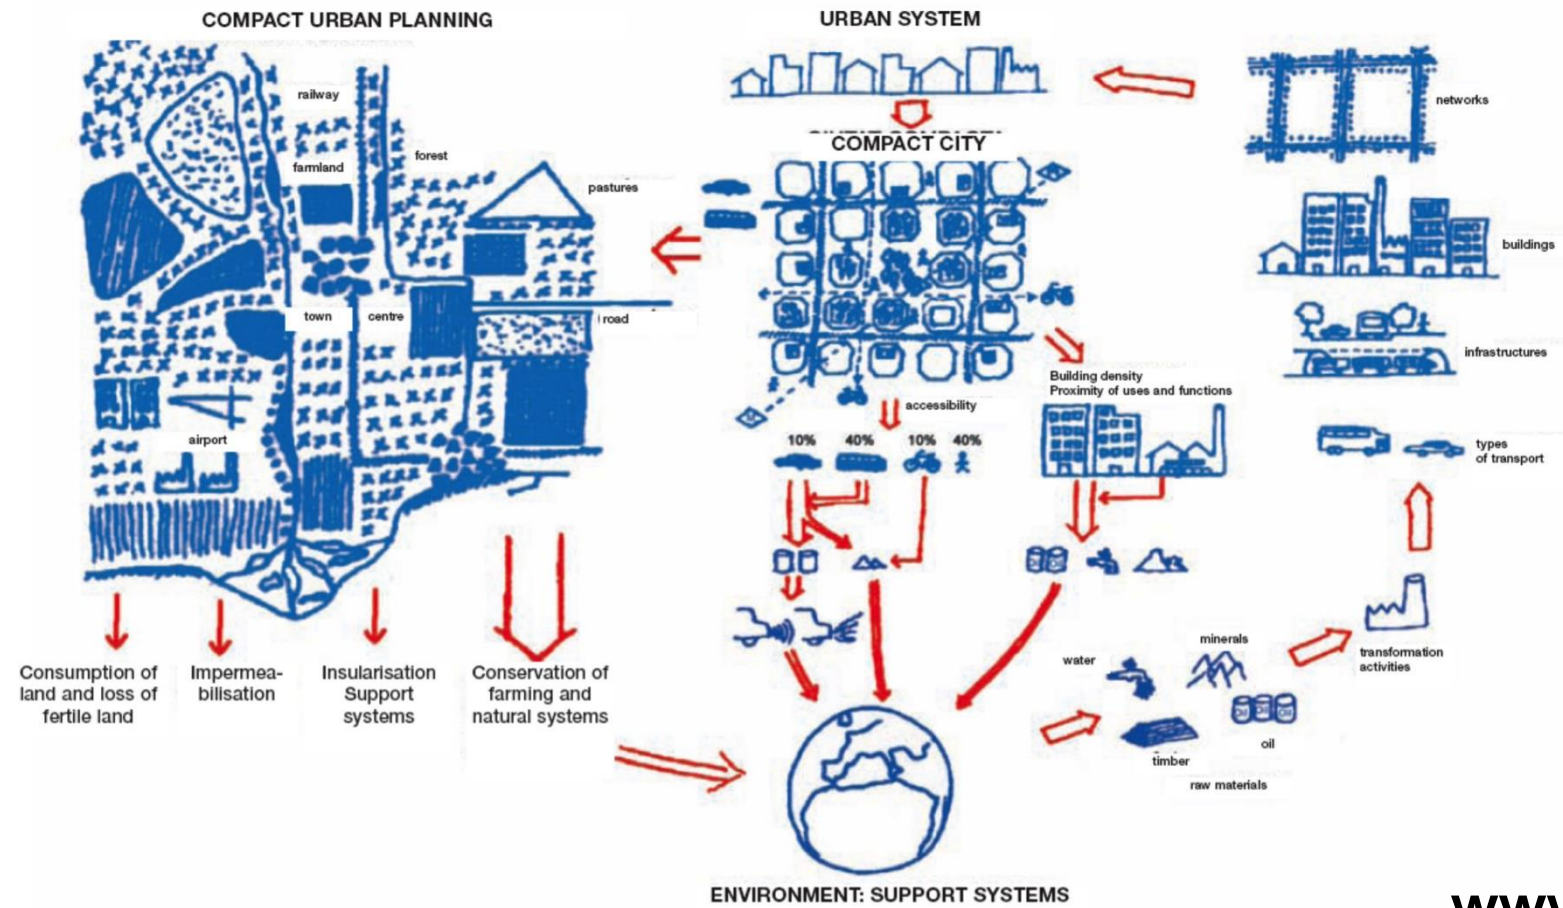 COMPACT URBAN PLANNING
railway
farmland
forest
pastures
town
centre
road
airport
Consumption of
land and loss of
fertile land
Impermea-
bilisation
Insularisation
Support
systems
Conservation of
farming and
natural systems
URBAN SYSTEM
COMPACT CITY
accessibility
10% 40% 10% 40%
Building density
Proximity of uses and functions
networks
buildings
infrastructures
types
of transport
transformation
activities
minerals
water
oil
timber
raw materials
ENVIRONMENT: SUPPORT SYSTEMS